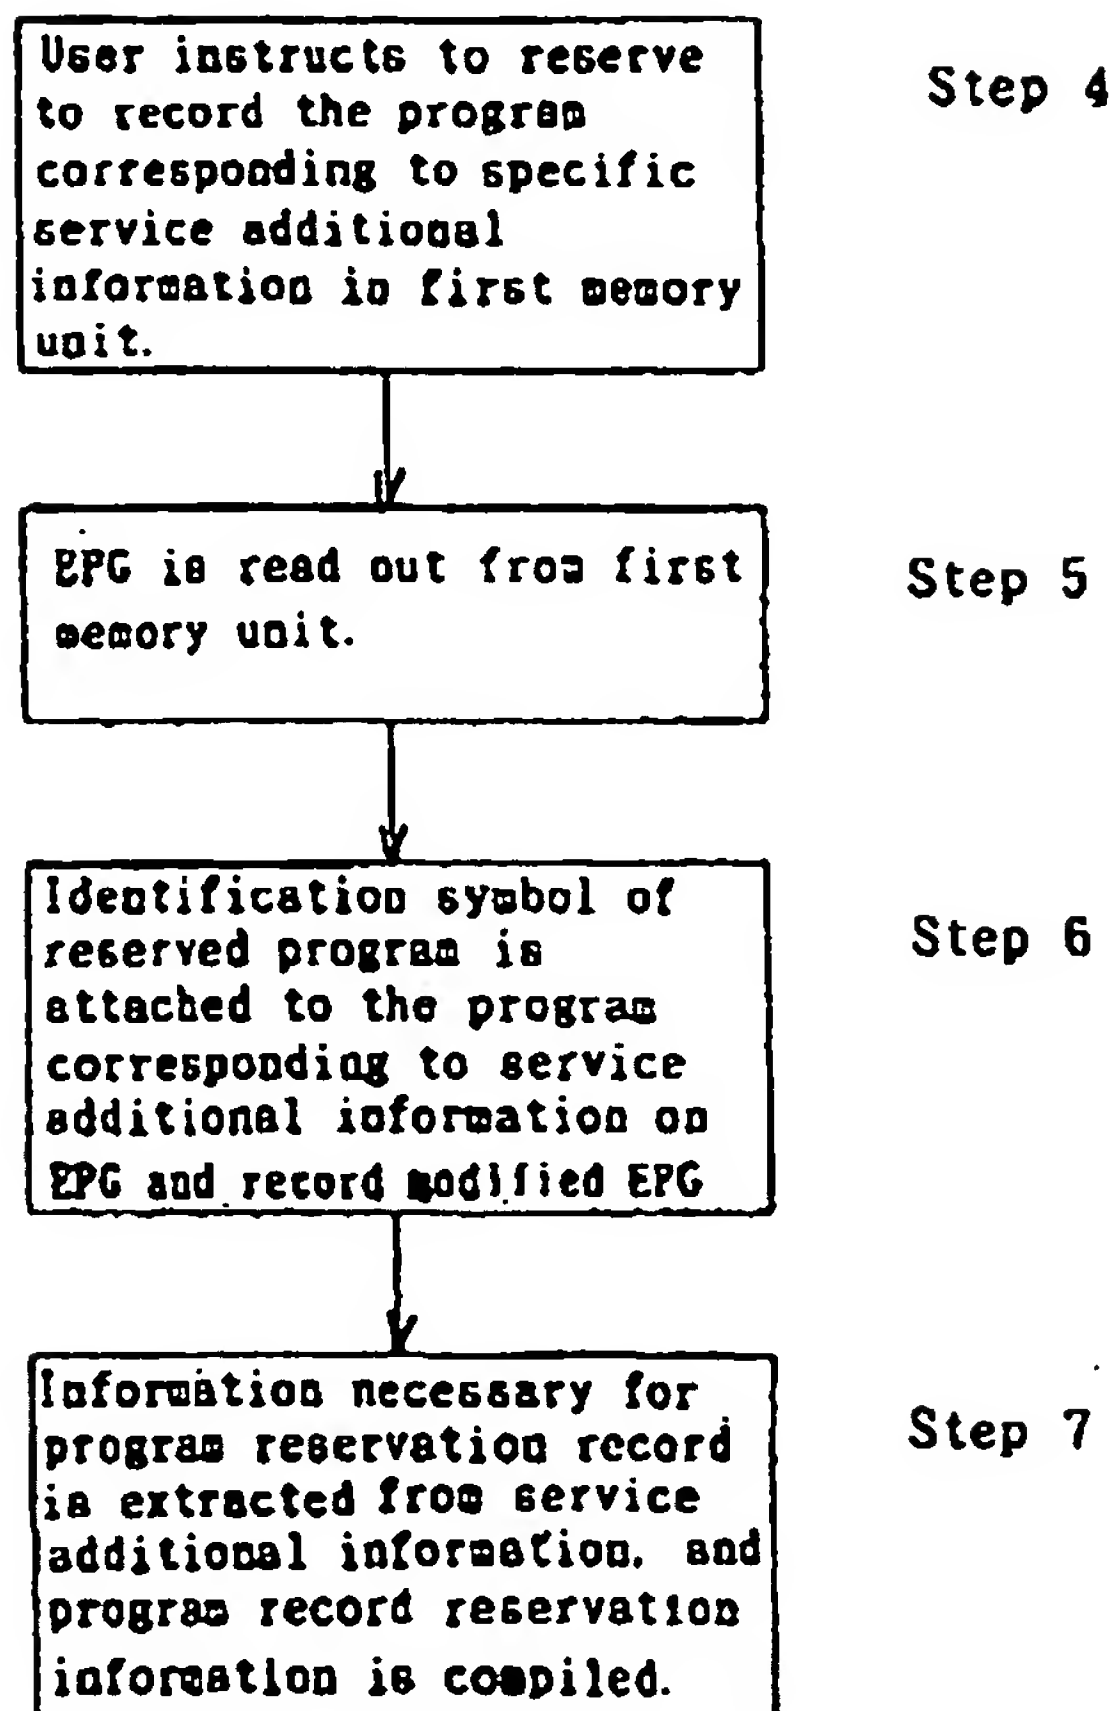 User instructs to reserve
to record the program
corresponding to specific
service additional
information in first memory
unit.
Step 4
EPG is read out from first
memory unit.
Step 5
Identification symbol of
reserved program is
attached to the program
corresponding to service
additional information on
EPG and record modified EPG
Step 6
Information necessary for
program reservation record
is extracted from service
additional information, and
program record reservation
information is compiled.
Step 7